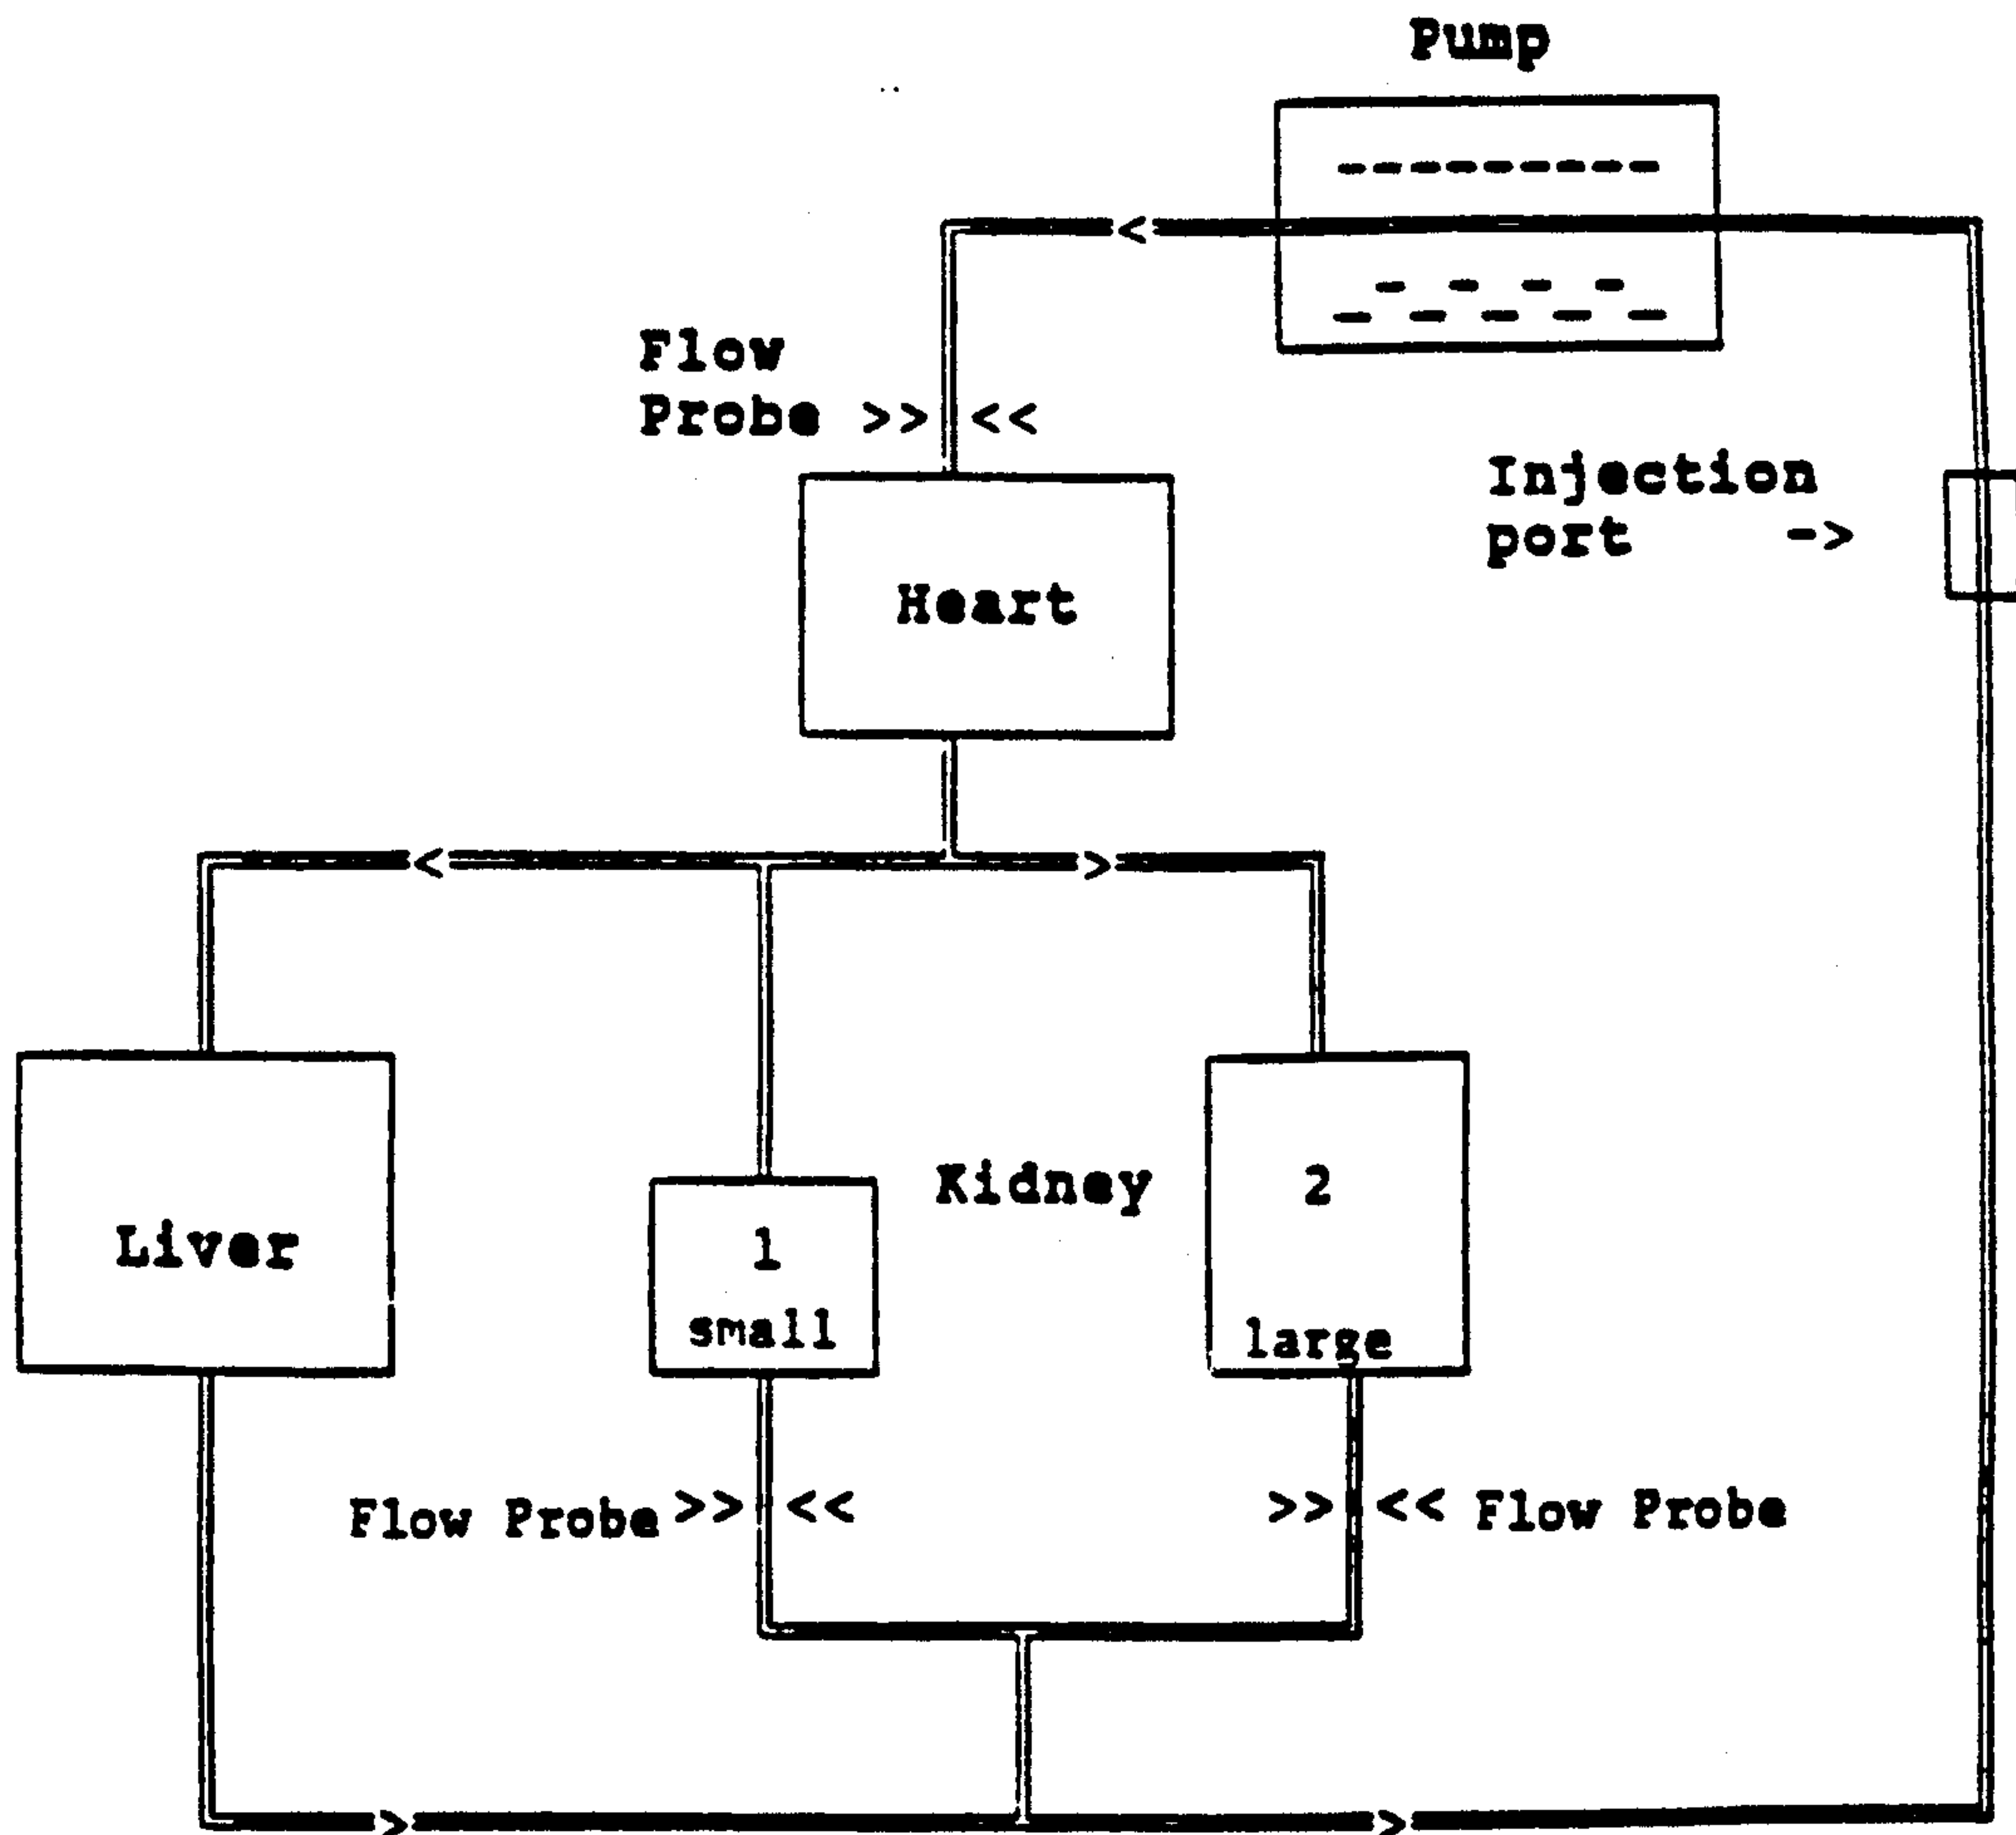 Pump
Flow
Probe >> <<
Injection
port ->
Heart
<
< >
Liver
1
small
Kidney
2
large
Flow Probe >> <<
>> << Flow Probe
> >